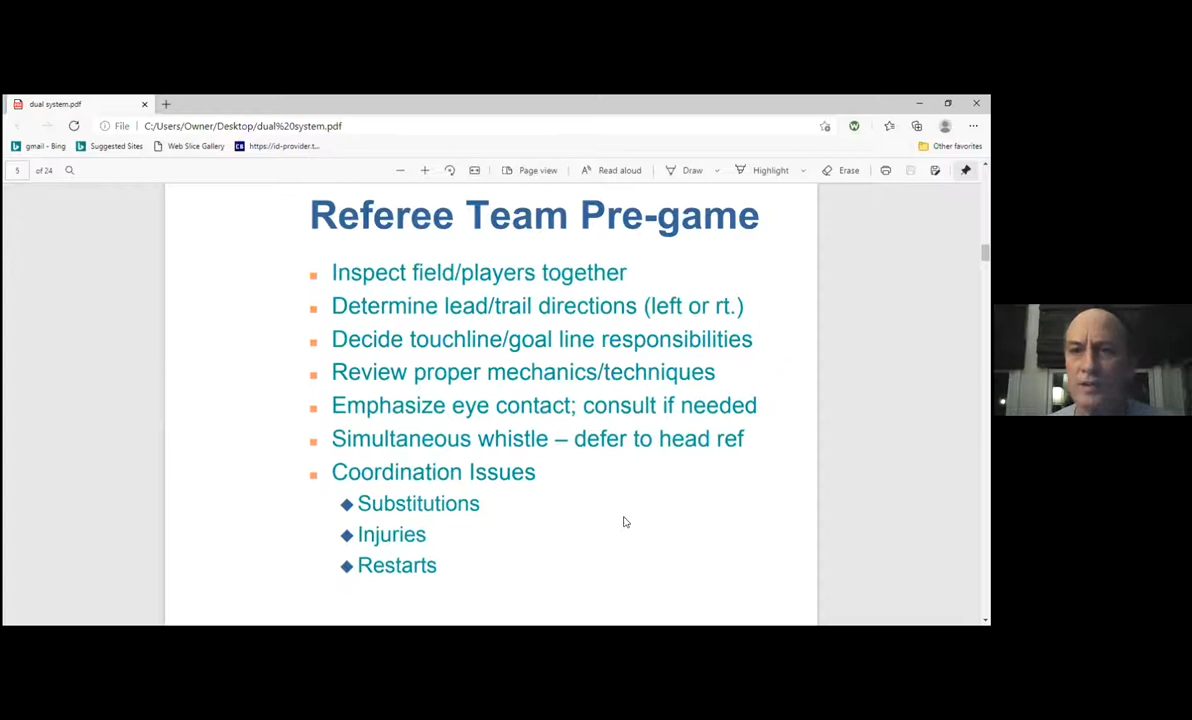 dual system.pdf
File C:/Users/Owner/Desktop/dual%20system.pdf
gmail - Bing Suggested Sites Web Slice Gallery https://id-provider.t... Other favorites
5 of 24 Page view Read aloud Draw Highlight Erase
Referee Team Pre-game
Inspect field/players together
Determine lead/trail directions (left or rt.)
Decide touchline/goal line responsibilities
Review proper mechanics/techniques
Emphasize eye contact; consult if needed
Simultaneous whistle – defer to head ref
Coordination Issues
Substitutions
Injuries
Restarts